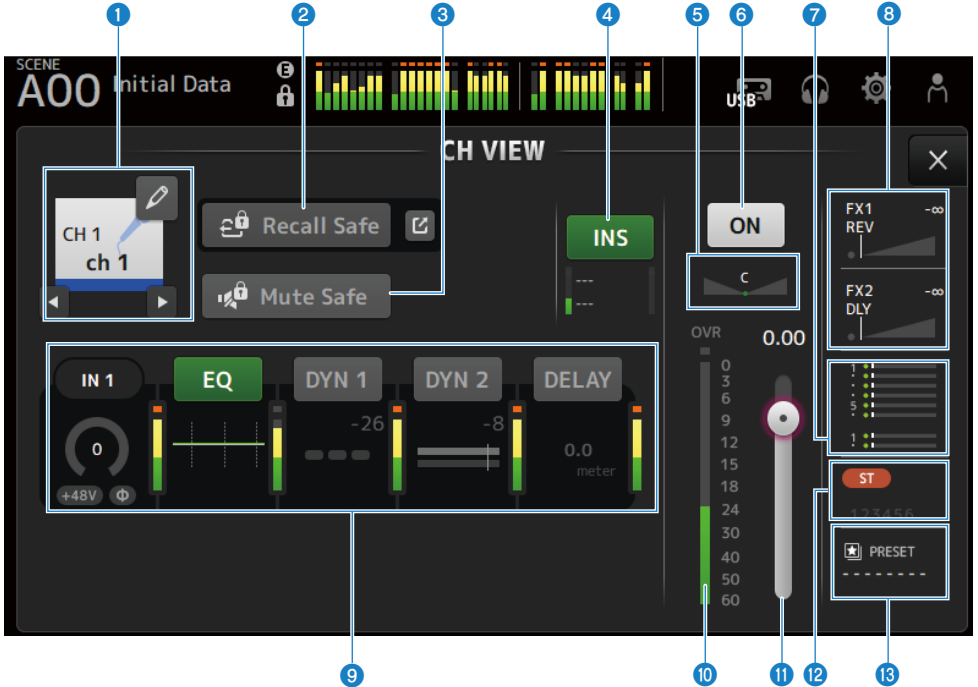 1 2 3 4 5 6 7 8
SCENE
A00 Initial Data
E
USB
CH VIEW
CH 1
ch 1
Recall Safe
Mute Safe
INS
---
---
ON
C
OVR
0.00
0
3
6
9
12
15
18
24
30
40
50
60
FX1 -∞
REV
FX2 -∞
DLY
1
5
1
ST
123456
PRESET
--------
IN 1
EQ
DYN 1
DYN 2
DELAY
0
+48V Φ
-26
-8
0.0
meter
9 10 11 12 13